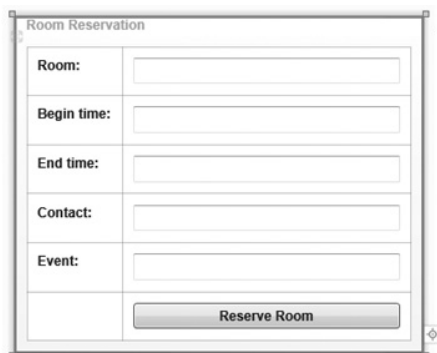 Room Reservation
Room:
Begin time:
End time:
Contact:
Event:
Reserve Room